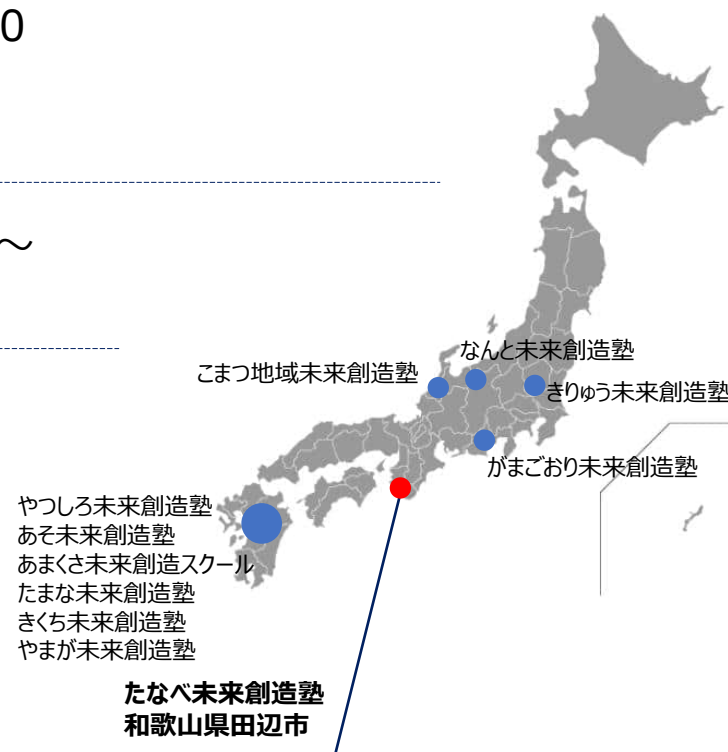 0
～
なんと未来創造塾
こまつ地域未来創造塾
きりゅう未来創造塾
がまごおり未来創造塾
やつしろ未来創造塾
あそ未来創造塾
あまくさ未来創造スクール
たまな未来創造塾
きくち未来創造塾
やまが未来創造塾
たなべ未来創造塾
和歌山県田辺市